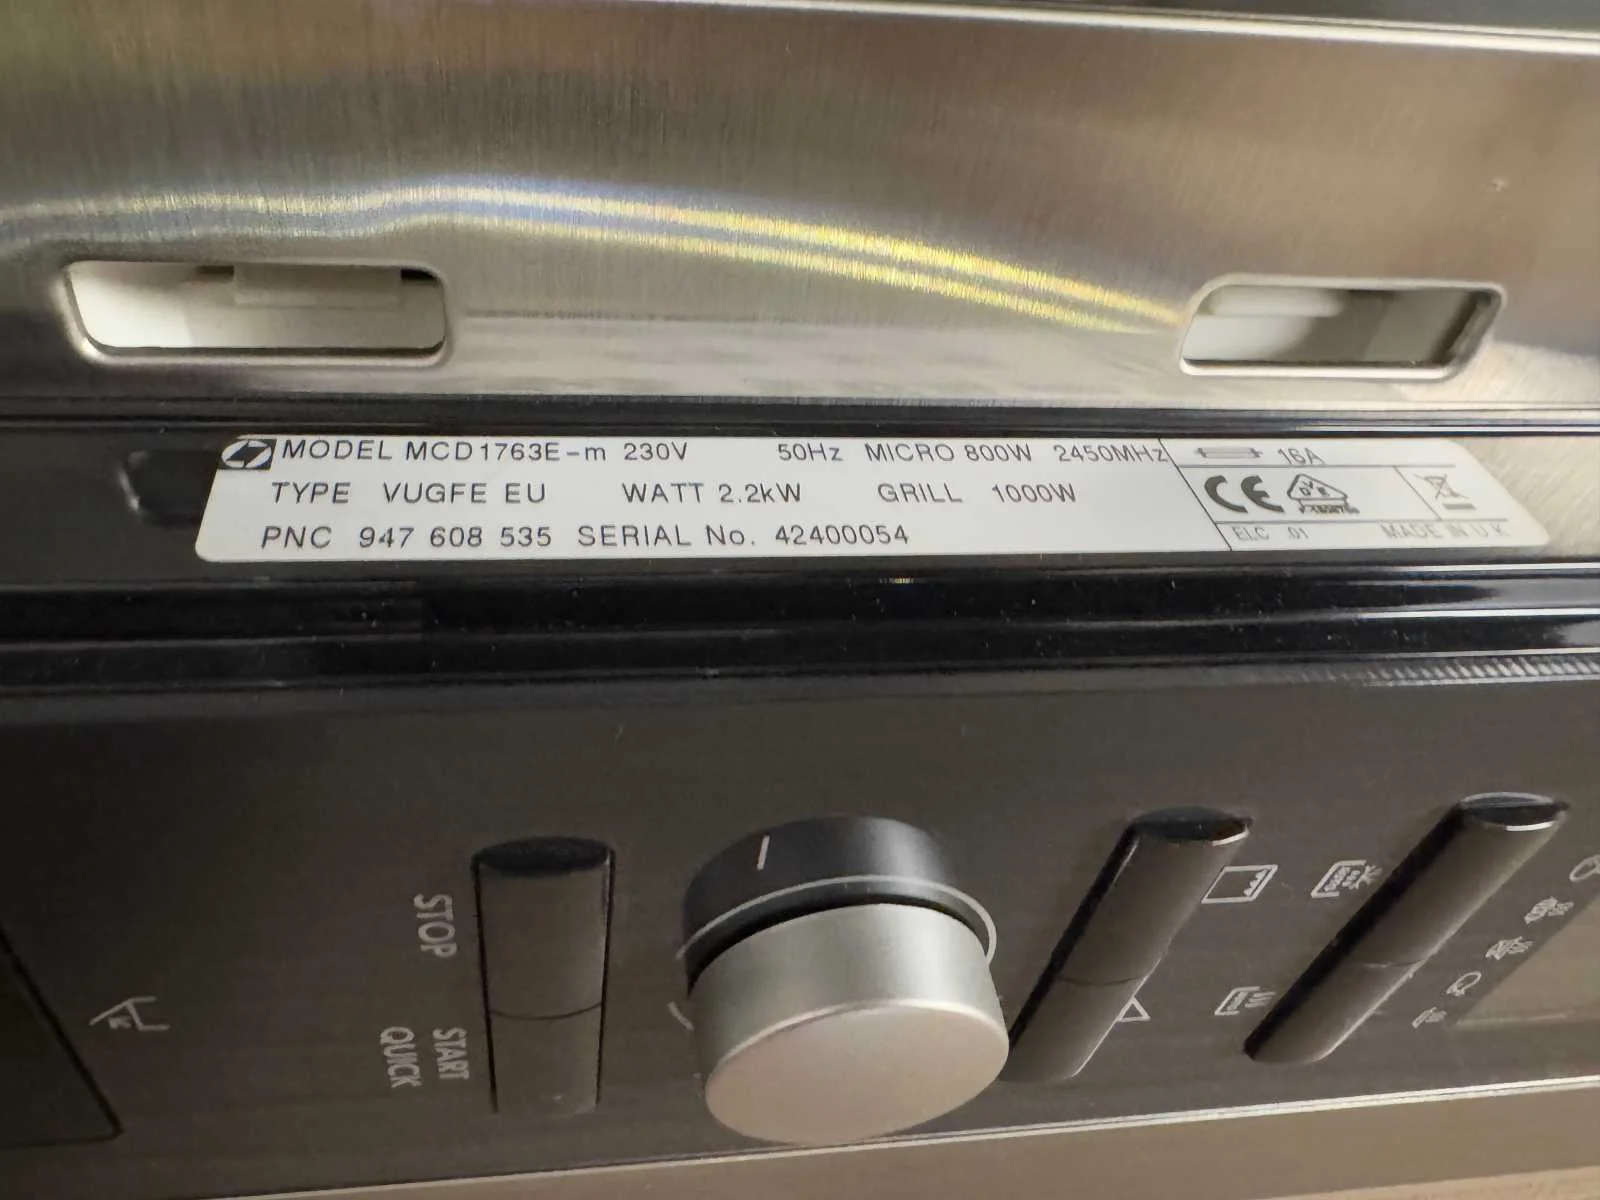 MODEL MCD1763E-m 230V 50Hz MICRO 800W 2450MHz 16A
TYPE VUGFE EU WATT 2.2kW GRILL 1000W
PNC 947 608 535 SERIAL No. 42400054
CE
ELC .01 MADE IN U K
STOP
START
QUICK